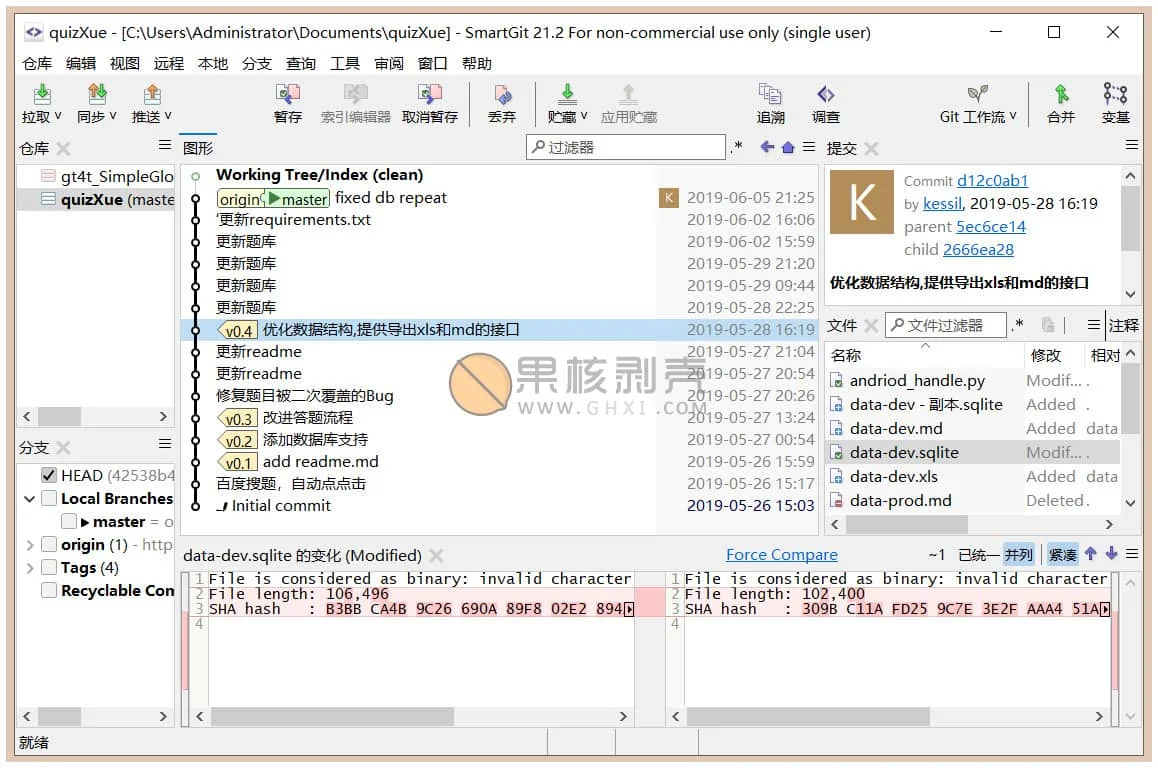 quizXue - [C:\Users\Administrator\Documents\quizXue] - SmartGit 21.2 For non-commercial use only (single user)
仓库 编辑 视图 远程 本地 分支 查询 工具 审阅 窗口 帮助
拉取 同步 推送 暂存 索引编辑器 取消暂存 丢弃 贮藏 应用贮藏 追溯 调查 Git 工作流 合并 变基
仓库
gt4t_SimpleGlo
quizXue (maste
分支
HEAD (42538b4
Local Branches
master = o
origin (1) - http
Tags (4)
Recyclable Con
图形 过滤器 .*
Working Tree/Index (clean)
origin master fixed db repeat K 2019-06-05 21:25
'更新requirements.txt 2019-06-02 16:06
更新题库 2019-06-02 15:59
更新题库 2019-05-29 21:20
更新题库 2019-05-29 09:44
更新题库 2019-05-28 22:25
v0.4 优化数据结构,提供导出xls和md的接口 2019-05-28 16:19
更新readme 2019-05-27 21:04
更新readme 2019-05-27 20:54
修复题目被二次覆盖的Bug 2019-05-27 20:26
v0.3 改进答题流程 2019-05-27 13:24
v0.2 添加数据库支持 2019-05-27 00:54
v0.1 add readme.md 2019-05-26 15:59
百度搜题，自动点点击 2019-05-26 15:17
Initial commit 2019-05-26 15:03
果核剥壳
WWW.GHXI.COM
提交
K
Commit d12c0ab1
by kessil, 2019-05-28 16:19
parent 5ec6ce14
child 2666ea28
优化数据结构,提供导出xls和md的接口
文件 文件过滤器 .* 注释
名称 修改 相对
andriod_handle.py Modif... .
data-dev - 副本.sqlite Added .
data-dev.md Added data
data-dev.sqlite Modif... .
data-dev.xls Added data
data-prod.md Deleted .
data-dev.sqlite 的变化 (Modified) Force Compare ~1 已统一 并列 紧凑
1 File is considered as binary: invalid character
2 File length: 106,496
3 SHA hash : B3BB CA4B 9C26 690A 89F8 02E2 894
4
1 File is considered as binary: invalid character
2 File length: 102,400
3 SHA hash : 309B C11A FD25 9C7E 3E2F AAA4 51A
4
就绪